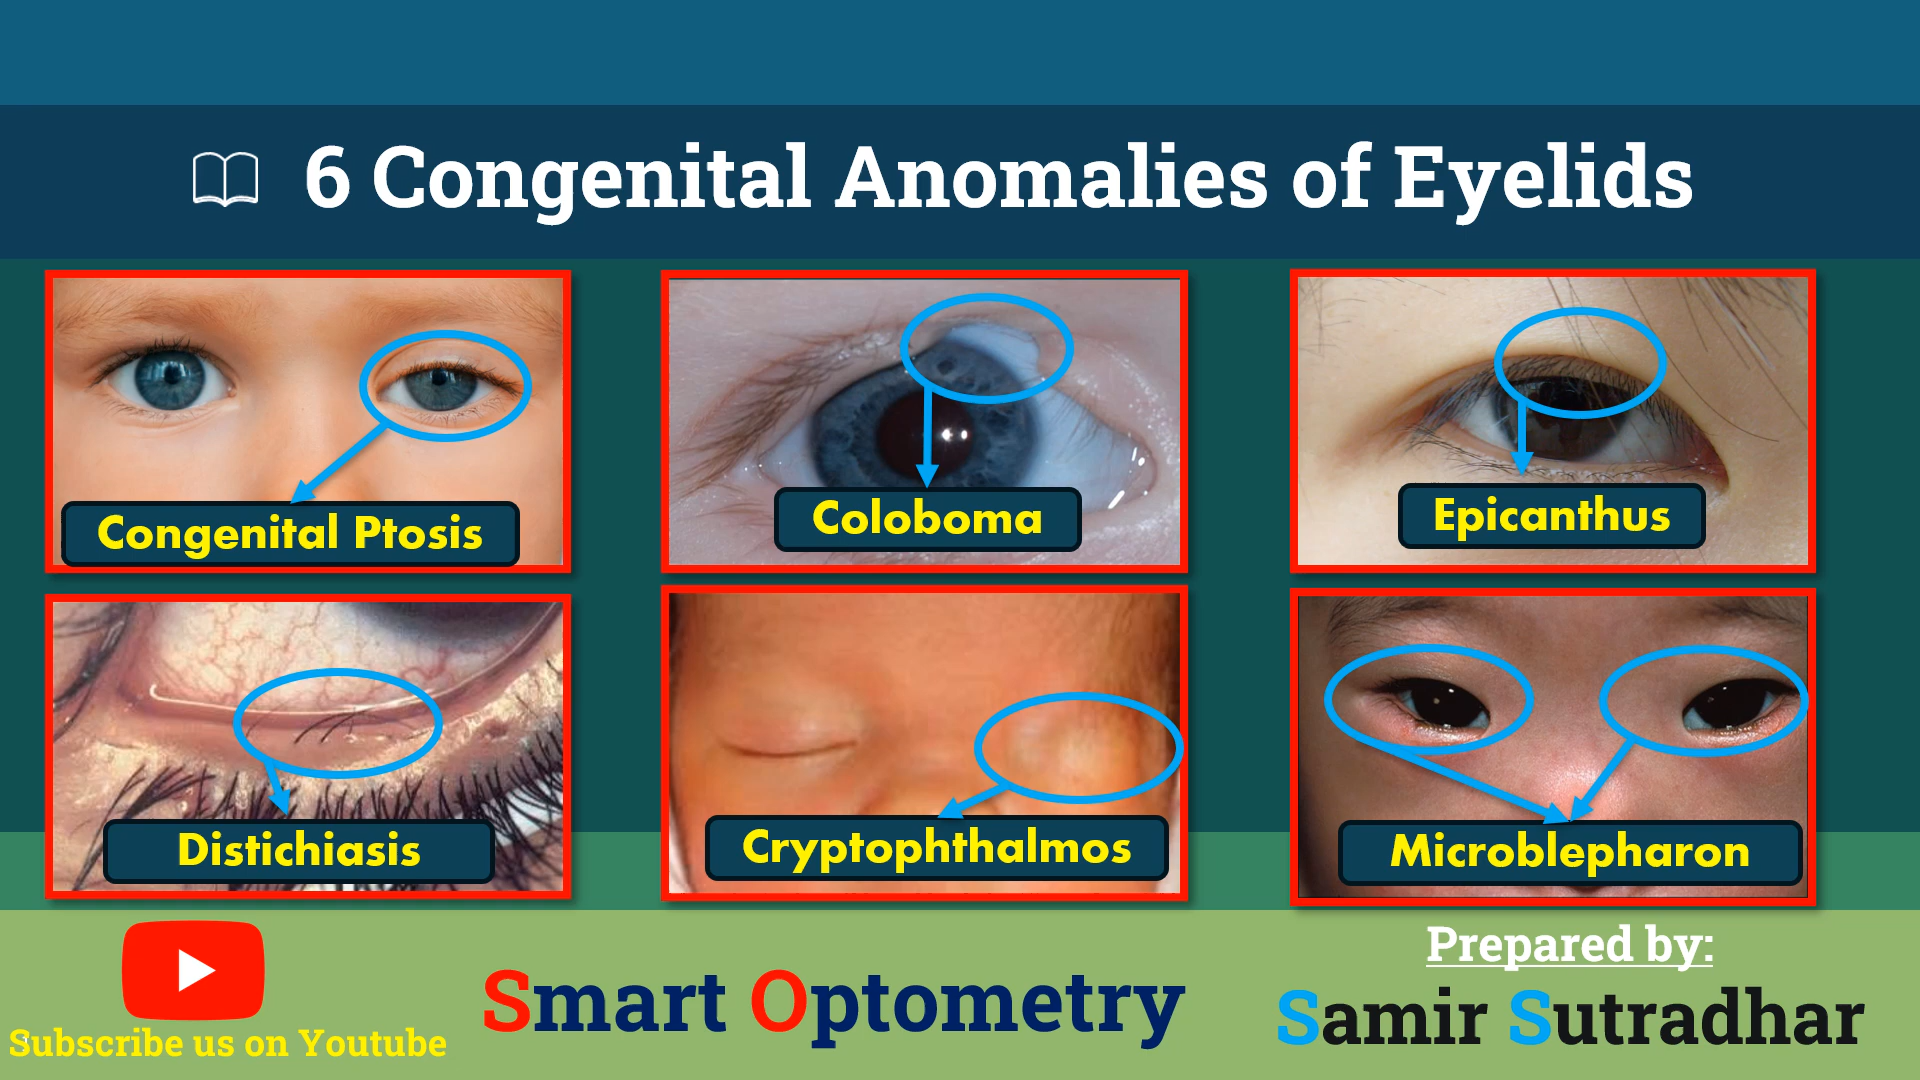 6 Congenital Anomalies of Eyelids
Congenital Ptosis
Coloboma
Epicanthus
Distichiasis
Cryptophthalmos
Microblepharon
Subscribe us on Youtube
Smart Optometry
Prepared by:
Samir Sutradhar